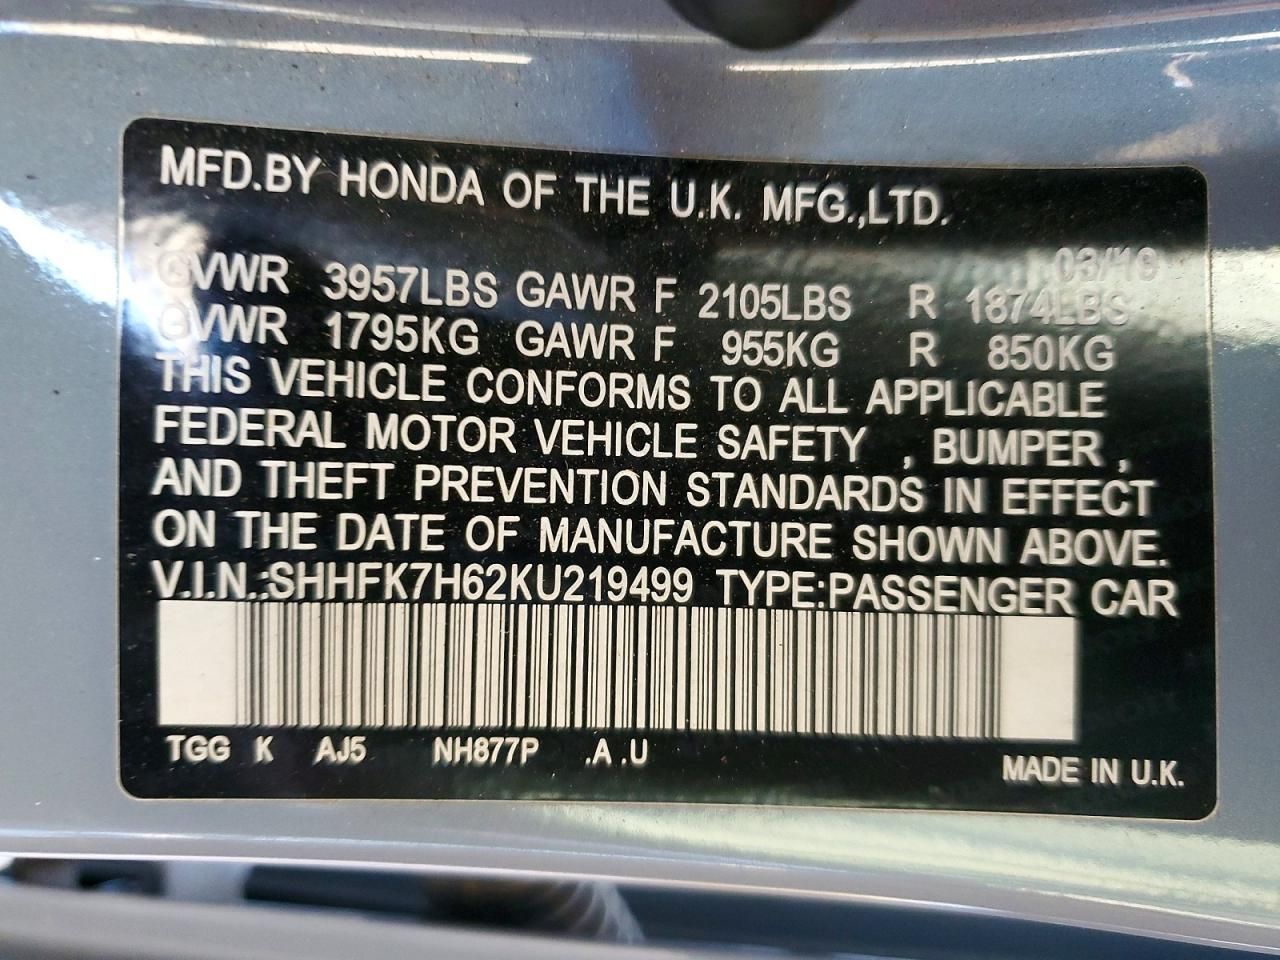 MFD.BY HONDA OF THE U.K. MFG.,LTD.
03/19
GVWR 3957LBS GAWR F 2105LBS R 1874LBS
GVWR 1795KG GAWR F 955KG R 850KG
THIS VEHICLE CONFORMS TO ALL APPLICABLE
FEDERAL MOTOR VEHICLE SAFETY , BUMPER ,
AND THEFT PREVENTION STANDARDS IN EFFECT
ON THE DATE OF MANUFACTURE SHOWN ABOVE.
V.I.N.:SHHFK7H62KU219499 TYPE:PASSENGER CAR
TGG K AJ5 NH877P .A .U
MADE IN U.K.